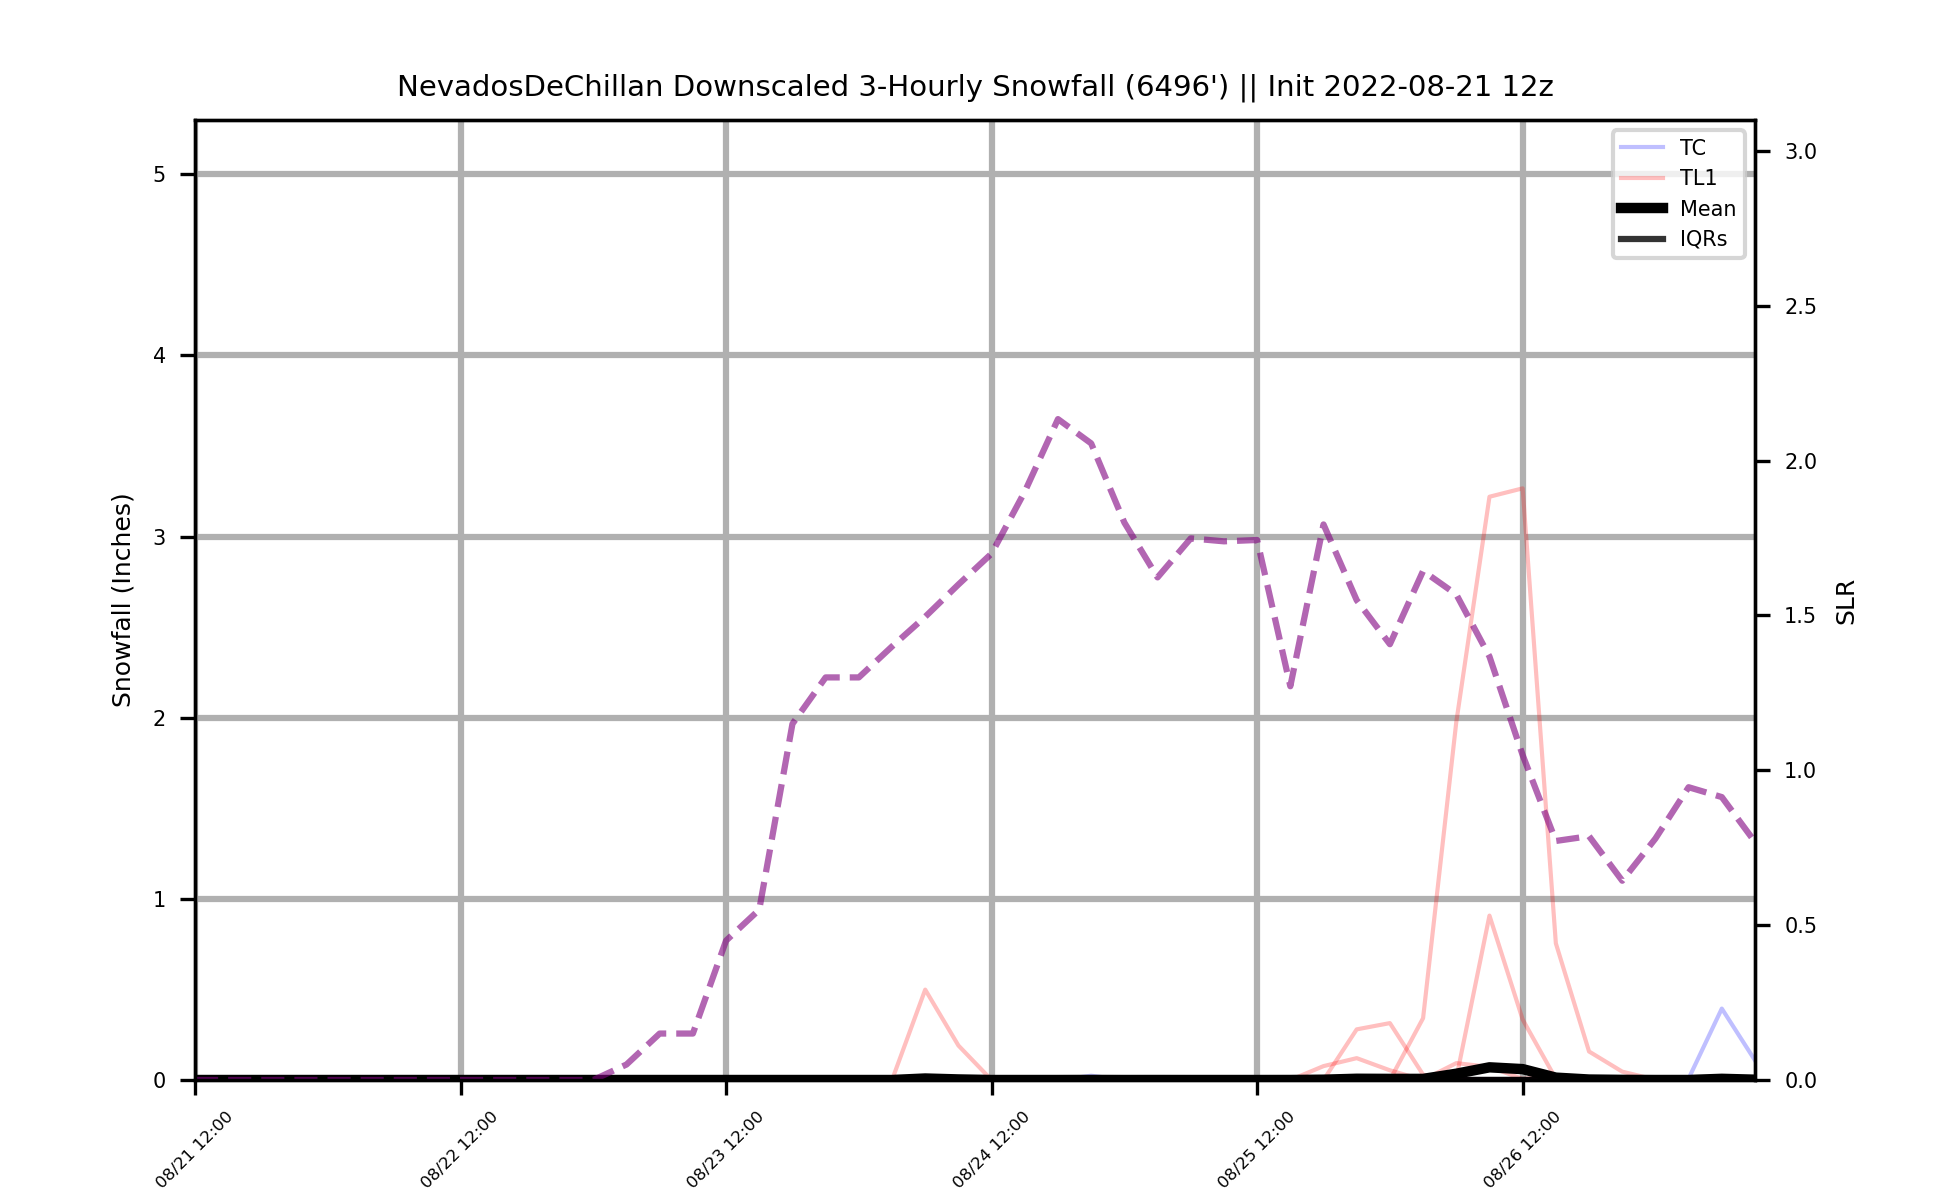 NevadosDeChillan Downscaled 3-Hourly Snowfall (6496') || Init 2022-08-21 12z
TC
TL1
Mean
IQRs
Snowfall (Inches)
5
4
3
2
1
0
3.0
2.5
2.0
1.5
1.0
0.5
0.0
SLR
08/21 12:00
08/22 12:00
08/23 12:00
08/24 12:00
08/25 12:00
08/26 12:00